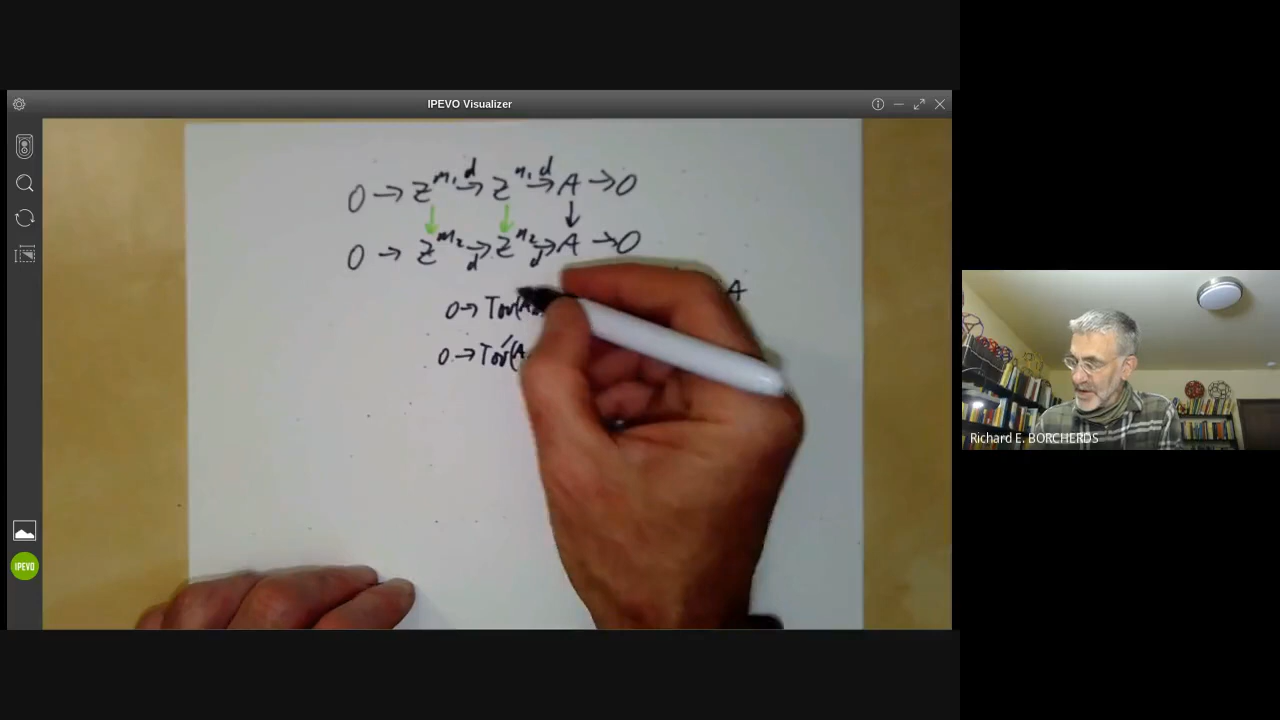 IPEVO Visualizer
0 → Z^{m₁} →^{d} Z^{n₁} →^{d} A → 0
↓ ↓ ↓
0 → Z^{m₂} →_{d} Z^{n₂} →_{d} A → 0
A
0 → Tor(A
0 → Tor'(A
IPEVO
Richard E. BORCHERDS